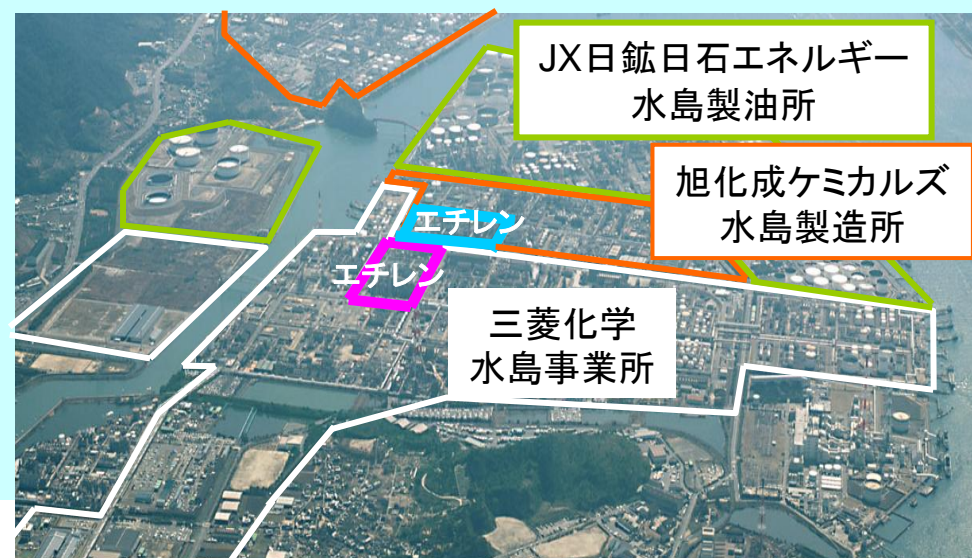 JX日鉱日石エネルギー
水島製油所
旭化成ケミカルズ
水島製造所
エチレン
エチレン
三菱化学
水島事業所